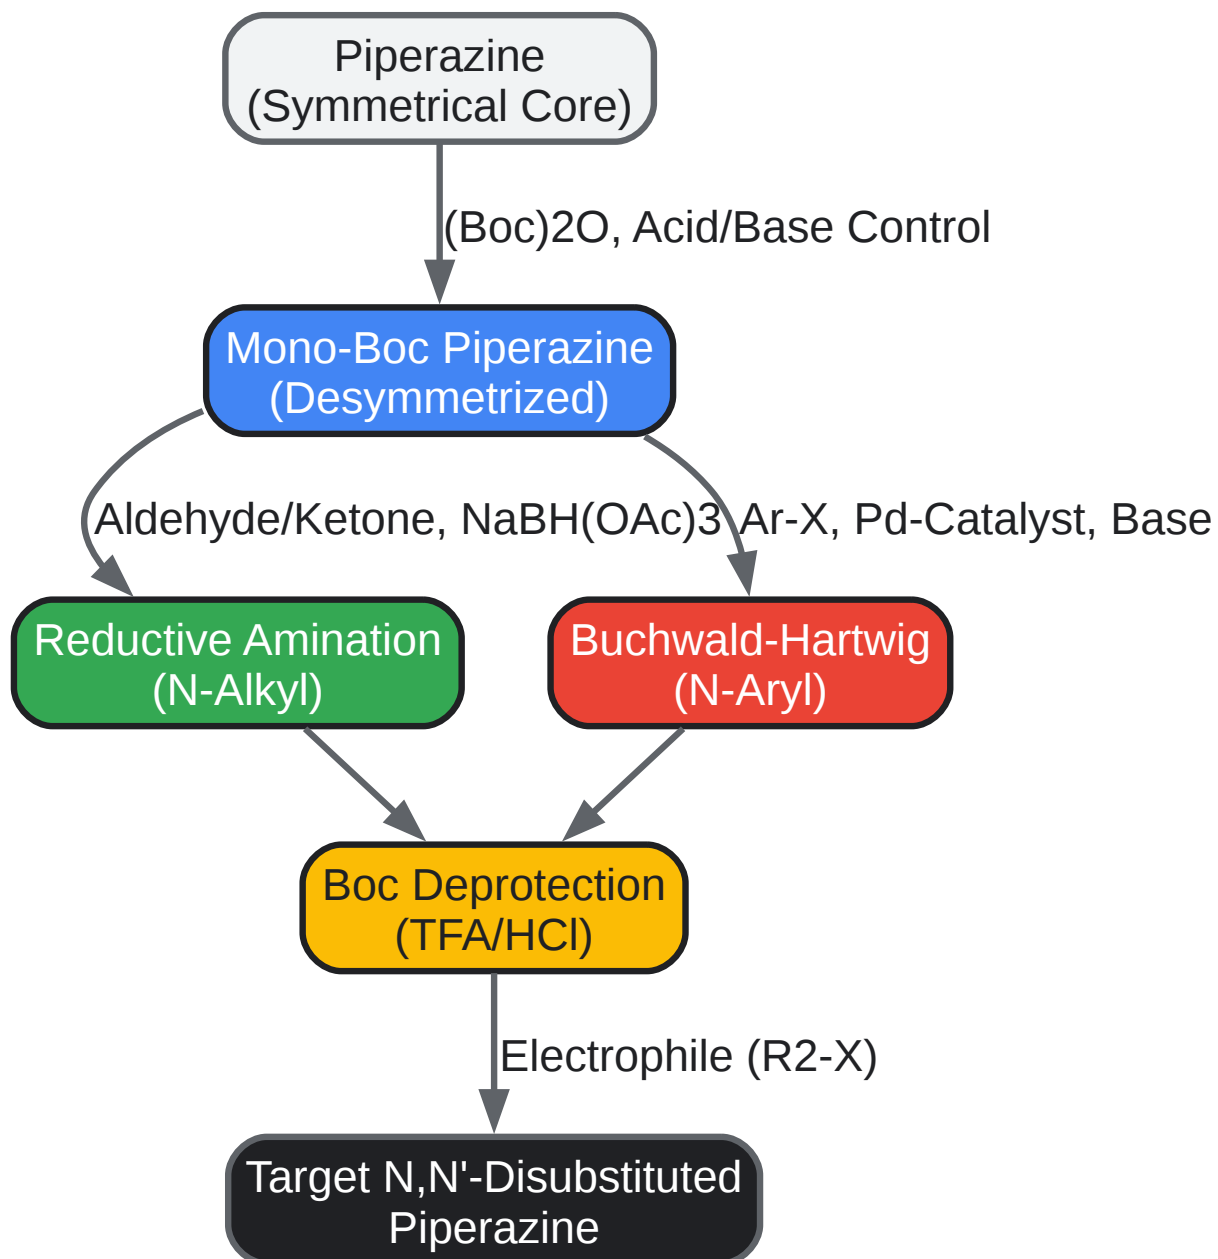 Piperazine
(Symmetrical Core)
(Boc)2O, Acid/Base Control
Mono-Boc Piperazine
(Desymmetrized)
Aldehyde/Ketone, NaBH(OAc)3
Ar-X, Pd-Catalyst, Base
Reductive Amination
(N-Alkyl)
Buchwald-Hartwig
(N-Aryl)
Boc Deprotection
(TFA/HCl)
Electrophile (R2-X)
Target N,N'-Disubstituted
Piperazine